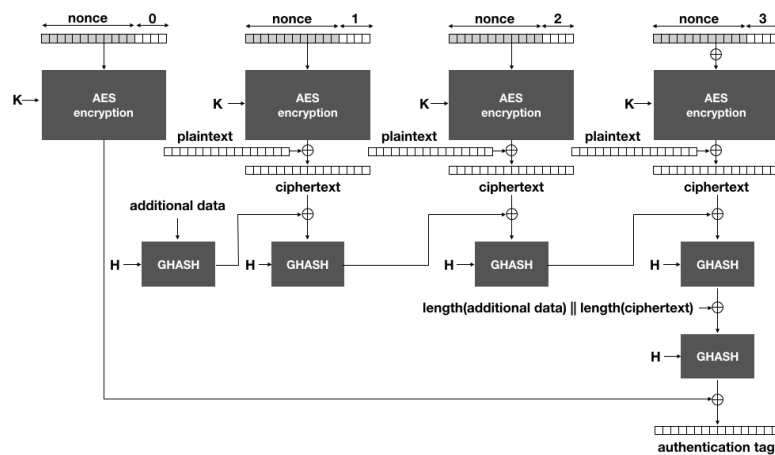 nonce 0 nonce 1 nonce 2 nonce 3
K AES encryption K AES encryption K AES encryption K AES encryption
plaintext plaintext plaintext
ciphertext ciphertext ciphertext
additional data
H GHASH H GHASH H GHASH H GHASH
length(additional data) || length(ciphertext)
H GHASH
authentication tag